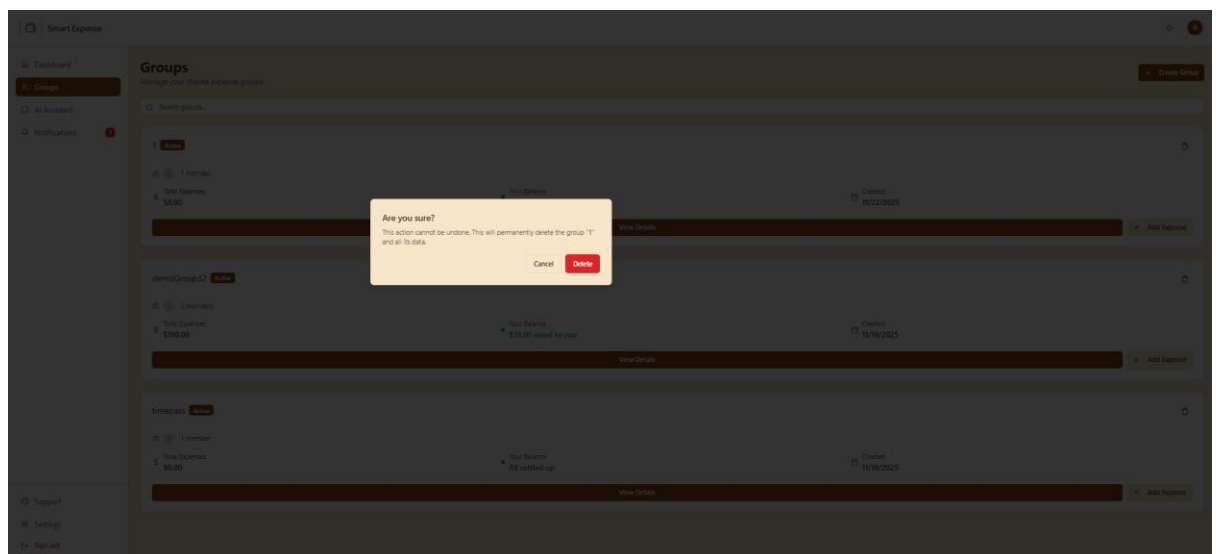 Smart Expense
Dashboard
Groups
AI Assistant
Notifications
Support
Settings
Sign out
Groups
Manage your shared expense groups
Create Group
Search groups...
1 Active
1 member
Total Expenses
$0.00
Your Balance
Created
11/22/2025
View Details
Add Expense
Are you sure?
This action cannot be undone. This will permanently delete the group "1"
and all its data.
Cancel
Delete
demoGroup32 Active
members
Total Expenses
Your Balance
$30.00 owed to you
Created
11/19/2025
View Details
Add Expense
timepass Active
1 member
Total Expenses
$0.00
Your Balance
All settled up
Created
11/19/2025
View Details
Add Expense